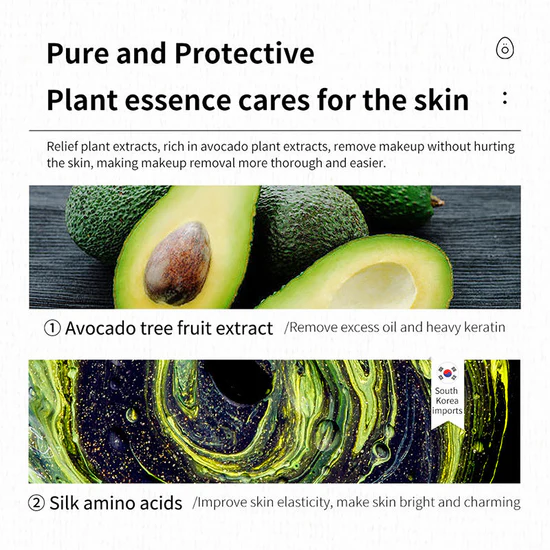 Pure and Protective
Plant essence cares for the skin
Relief plant extracts, rich in avocado plant extracts, remove makeup without hurting
the skin, making makeup removal more thorough and easier.
① Avocado tree fruit extract /Remove excess oil and heavy keratin
South
Korea
imports
② Silk amino acids /Improve skin elasticity, make skin bright and charming